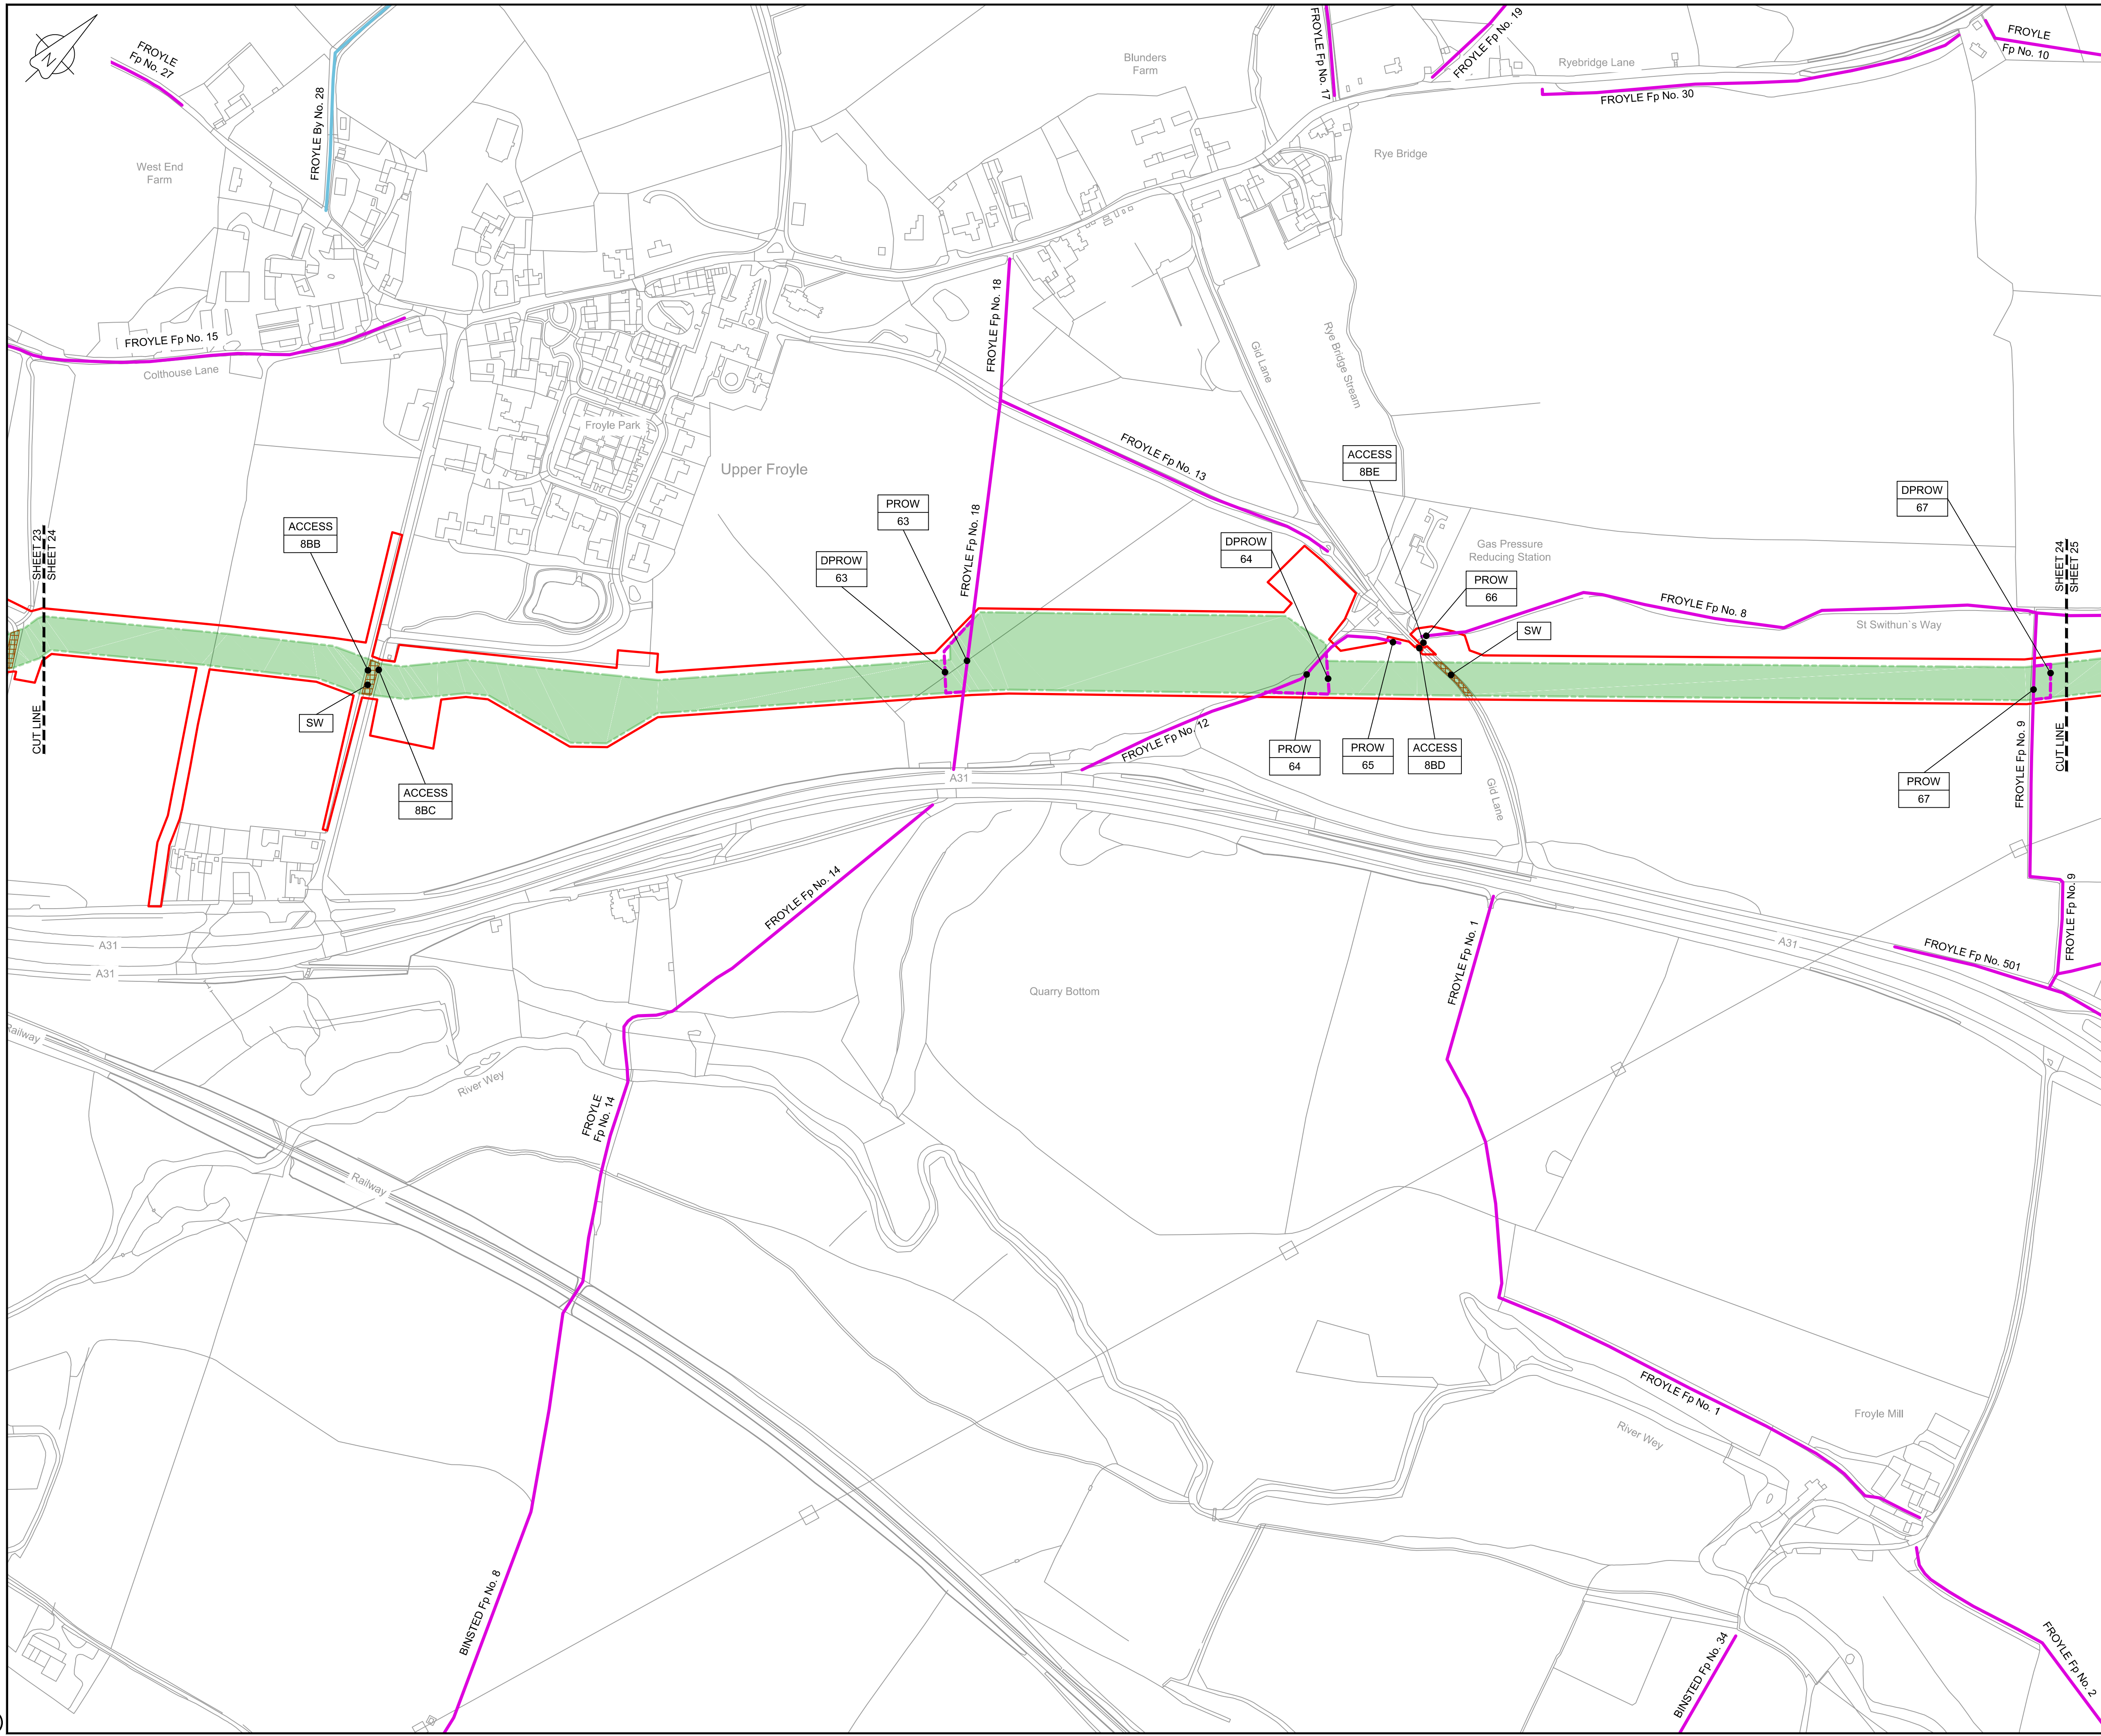 N
FROYLE
Fp No. 27
FROYLE By No. 28
West End
Farm
Blunders
Farm
FROYLE Fp No. 17
FROYLE Fp No. 19
Ryebridge Lane
FROYLE
Fp No. 10
FROYLE Fp No. 30
Rye Bridge
FROYLE Fp No. 15
Colthouse Lane
FROYLE Fp No. 18
Gid Lane
Rye Bridge Stream
Froyle Park
Upper Froyle
FROYLE Fp No. 13
ACCESS
8BE
SHEET 23
SHEET 24
CUT LINE
ACCESS
8BB
PROW
63
FROYLE Fp No. 18
DPROW
63
DPROW
64
Gas Pressure
Reducing Station
PROW
66
DPROW
67
SHEET 24
SHEET 25
CUT LINE
FROYLE Fp No. 8
St Swithun`s Way
SW
SW
ACCESS
8BC
FROYLE Fp No. 12
PROW
64
PROW
65
ACCESS
8BD
PROW
67
FROYLE Fp No. 9
A31
Gid Lane
FROYLE Fp No. 14
FROYLE Fp No. 1
FROYLE Fp No. 9
A31
A31
A31
FROYLE Fp No. 501
Quarry Bottom
Railway
River Wey
FROYLE
Fp No. 14
Railway
FROYLE Fp No. 1
Froyle Mill
River Wey
BINSTED Fp No. 8
BINSTED Fp No. 34
FROYLE Fp No. 2